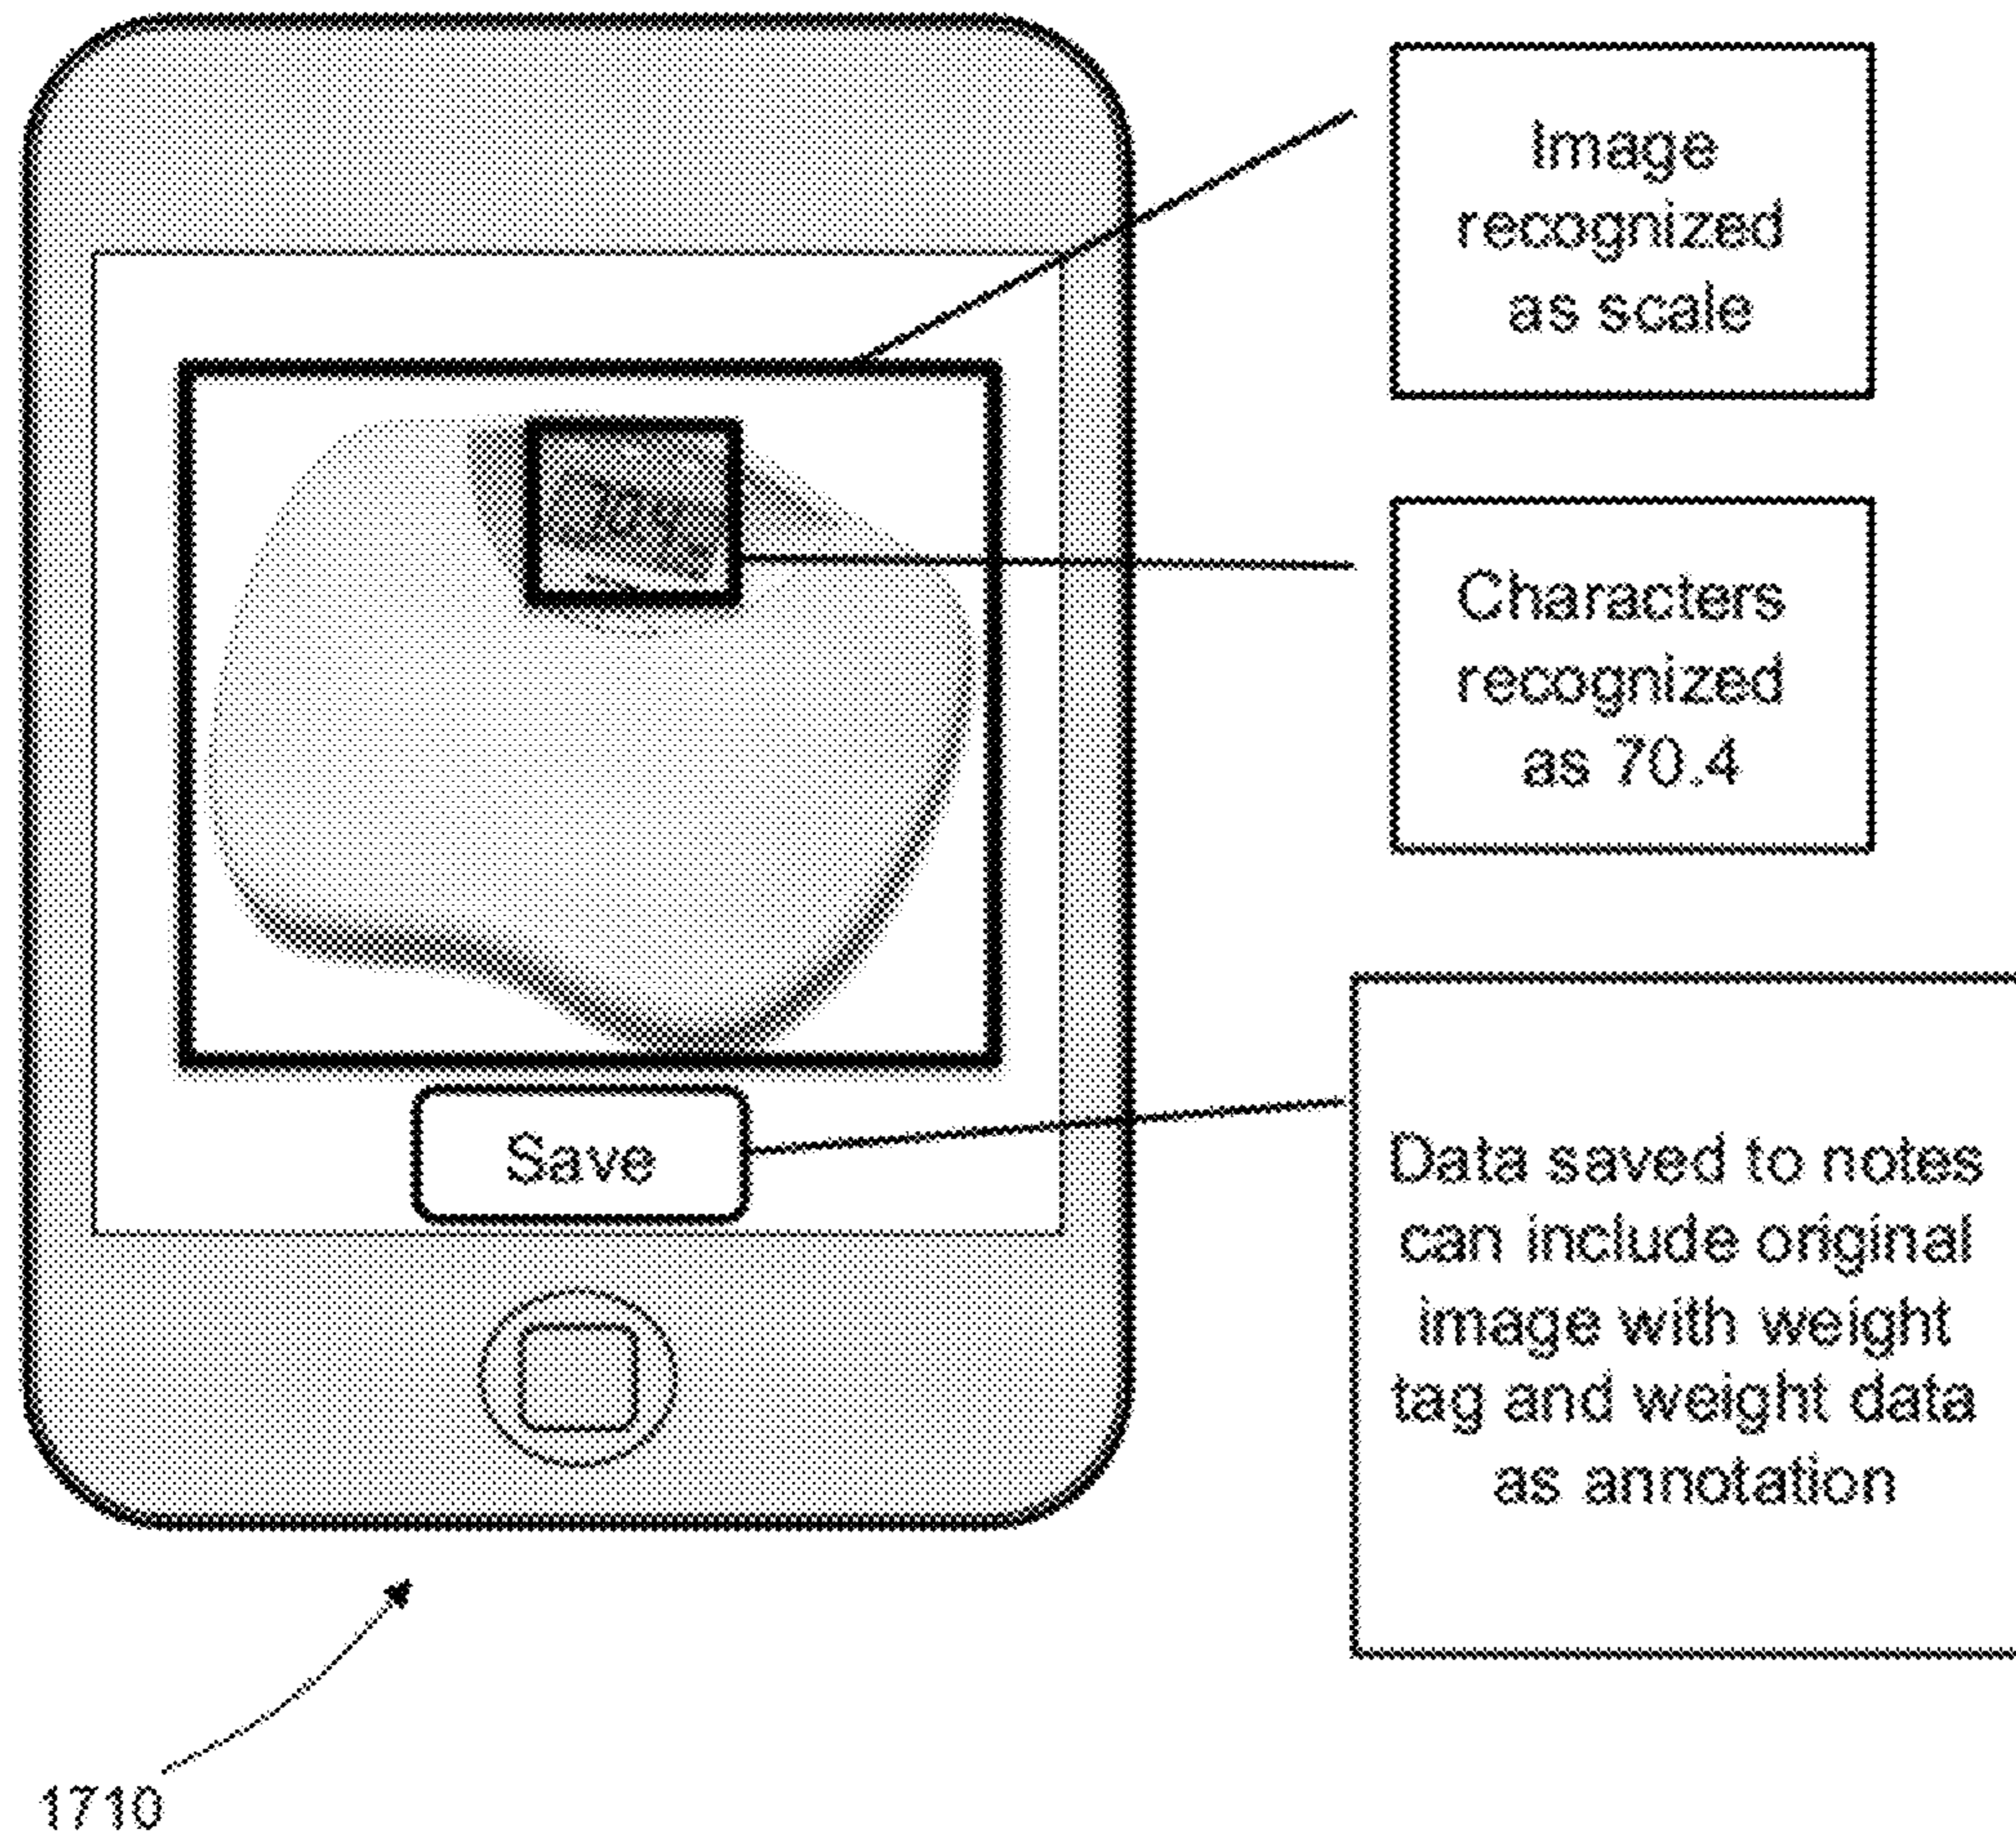 Image
recognized
as scale
Characters
recognized
as 70.4
Save
Data saved to notes
can include original
image with weight
tag and weight data
as annotation
1710